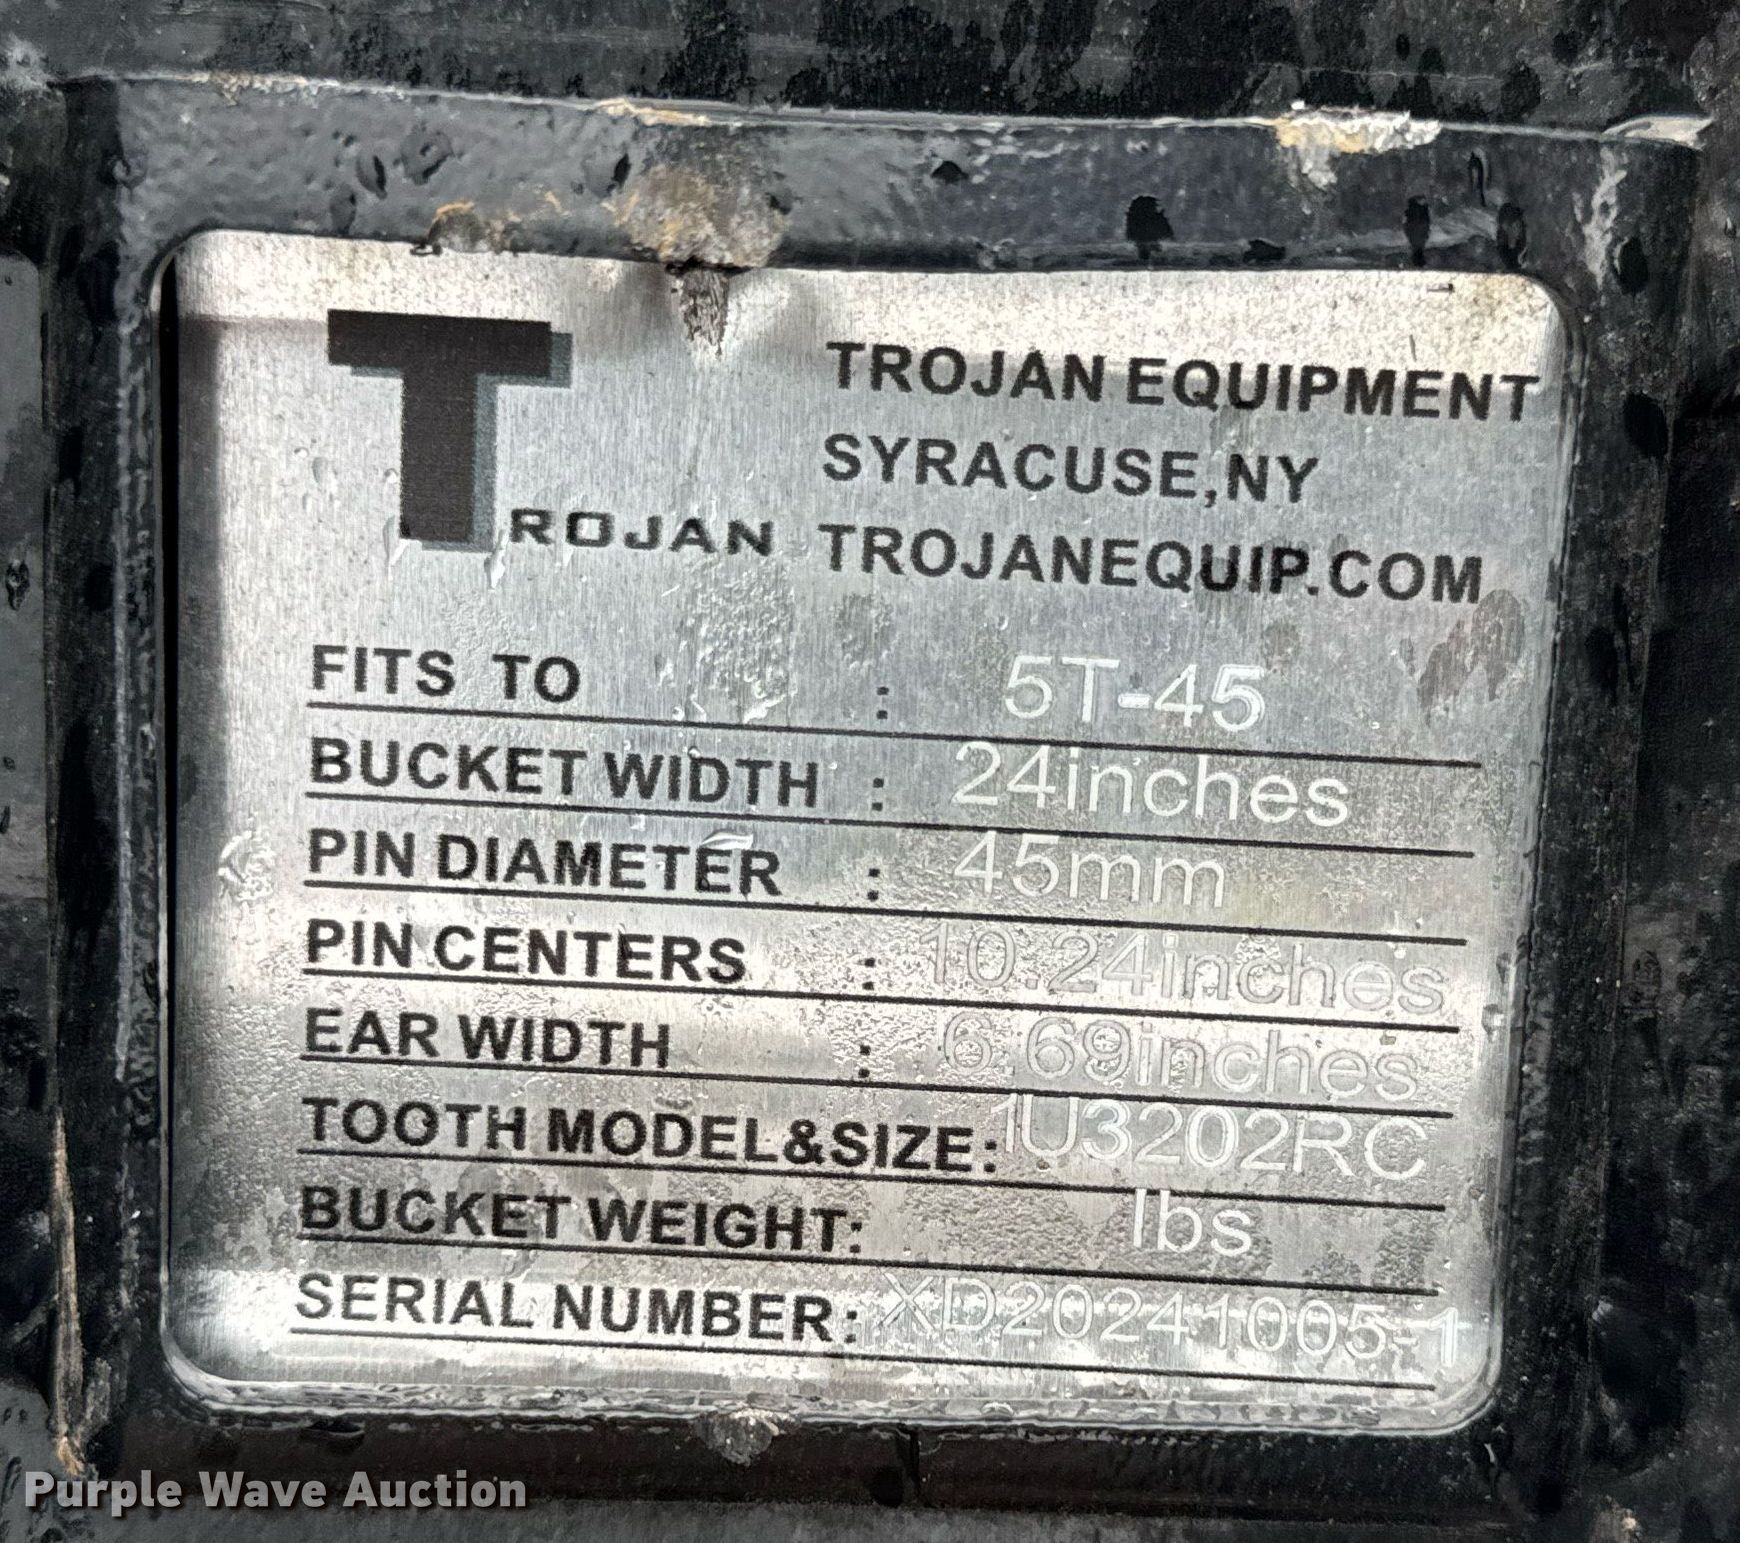 TROJAN
TROJAN EQUIPMENT
SYRACUSE,NY
TROJANEQUIP.COM
FITS TO : 5T-45
BUCKET WIDTH : 24inches
PIN DIAMETER : 45mm
PIN CENTERS : 10.24inches
EAR WIDTH : 6.69inches
TOOTH MODEL&SIZE: 1U3202RC
BUCKET WEIGHT: lbs
SERIAL NUMBER: XD20241005-1
Purple Wave Auction